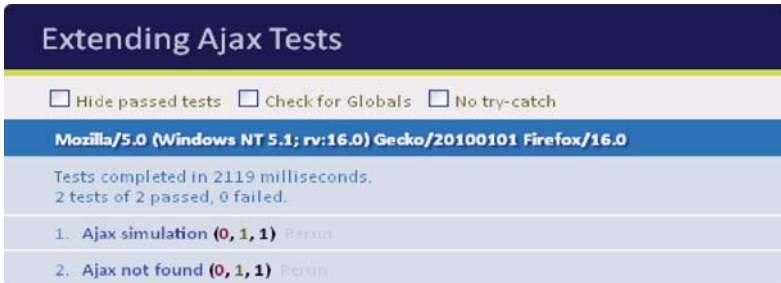 Extending Ajax Tests
Hide passed tests Check for Globals No try-catch
Mozilla/5.0 (Windows NT 5.1; rv:16.0) Gecko/20100101 Firefox/16.0
Tests completed in 2119 milliseconds.
2 tests of 2 passed, 0 failed.
1. Ajax simulation (0, 1, 1) Rerun
2. Ajax not found (0, 1, 1) Rerun